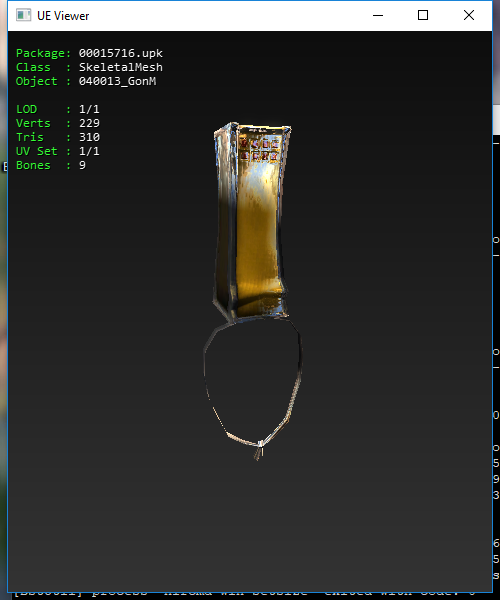 UE Viewer
Package: 00015716.upk
Class : SkeletalMesh
Object : 040013_GonM
LOD : 1/1
Verts : 229
Tris : 310
UV Set : 1/1
Bones : 9